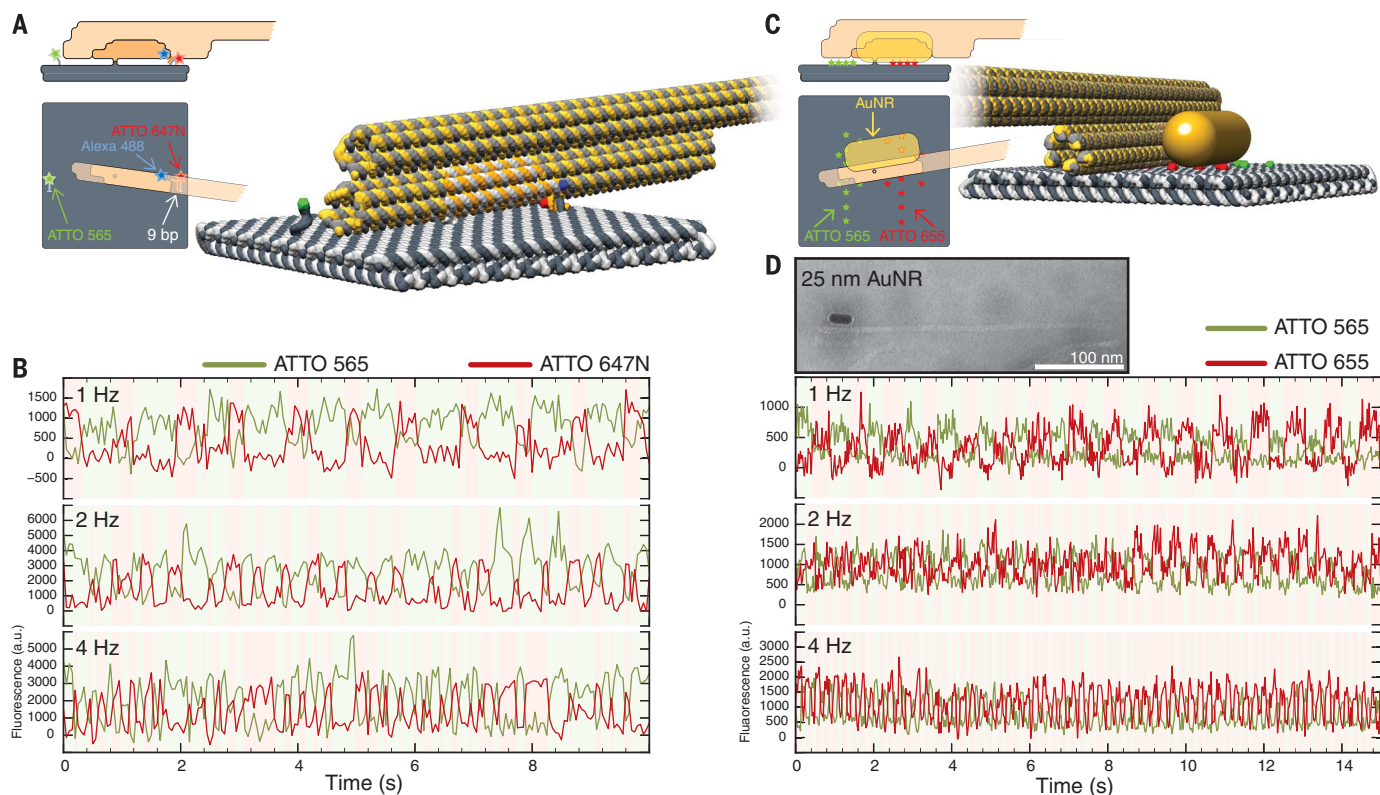 A
ATTO 647N
Alexa 488
ATTO 565
9 bp
C
AuNR
ATTO 565
ATTO 655
D
25 nm AuNR
100 nm
ATTO 565
ATTO 655
B
ATTO 565
ATTO 647N
1 Hz
1500
1000
500
0
−500
2 Hz
6000
5000
4000
3000
2000
1000
0
4 Hz
5000
4000
3000
2000
1000
0
Fluorescence (a.u.)
0 2 4 6 8
Time (s)
1 Hz
1000
500
0
2 Hz
2000
1500
1000
500
0
4 Hz
3000
2500
2000
1500
1000
500
0
Fluaorescence (a.u.)
0 2 4 6 8 10 12 14
Time (s)